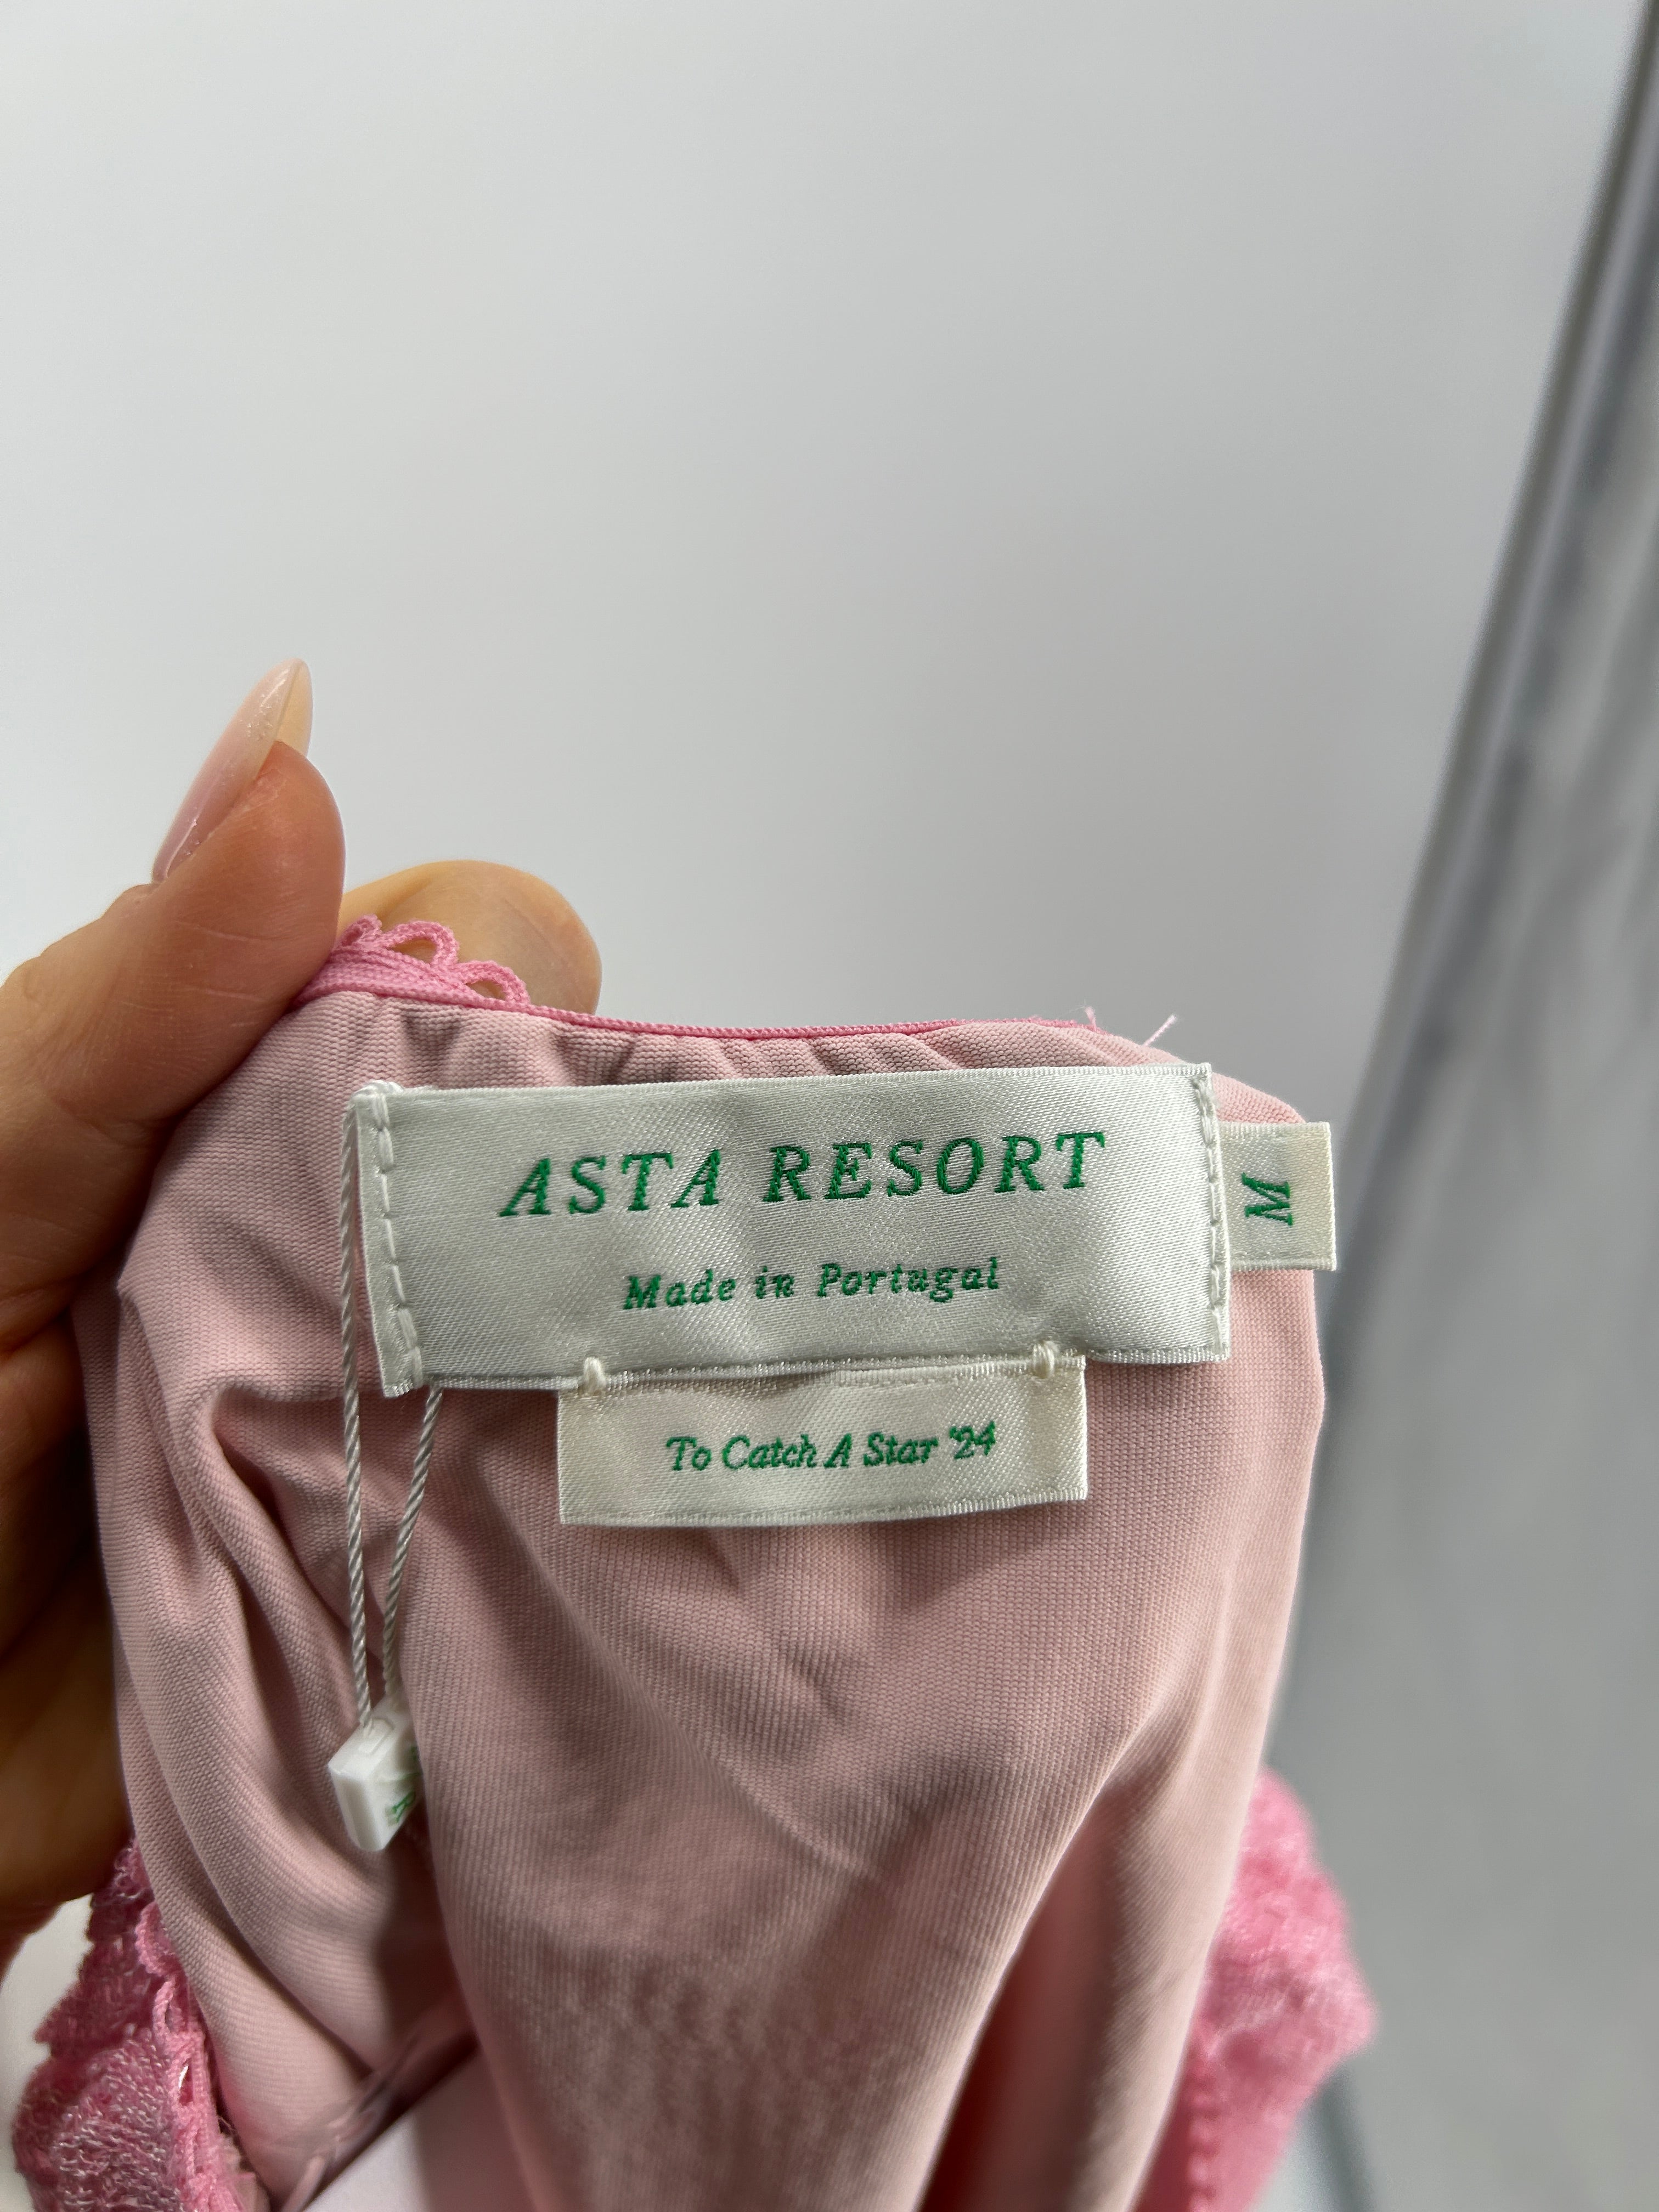 ASTA RESORT
Made in Portugal
M
To Catch A Star '24